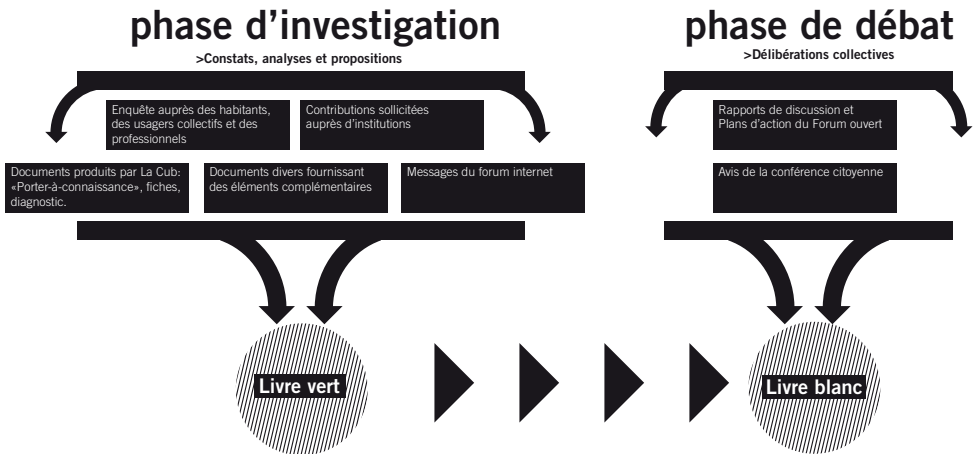 phase d’investigation
>Constats, analyses et propositions
Enquête auprès des habitants,
des usagers collectifs et des
professionnels
Contributions sollicitées
auprès d’institutions
Documents produits par La Cub:
«Porter-à-connaissance», fiches,
diagnostic.
Documents divers fournissant
des éléments complémentaires
Messages du forum internet
Livre vert
phase de débat
>Délibérations collectives
Rapports de discussion et
Plans d’action du Forum ouvert
Avis de la conférence citoyenne
Livre blanc